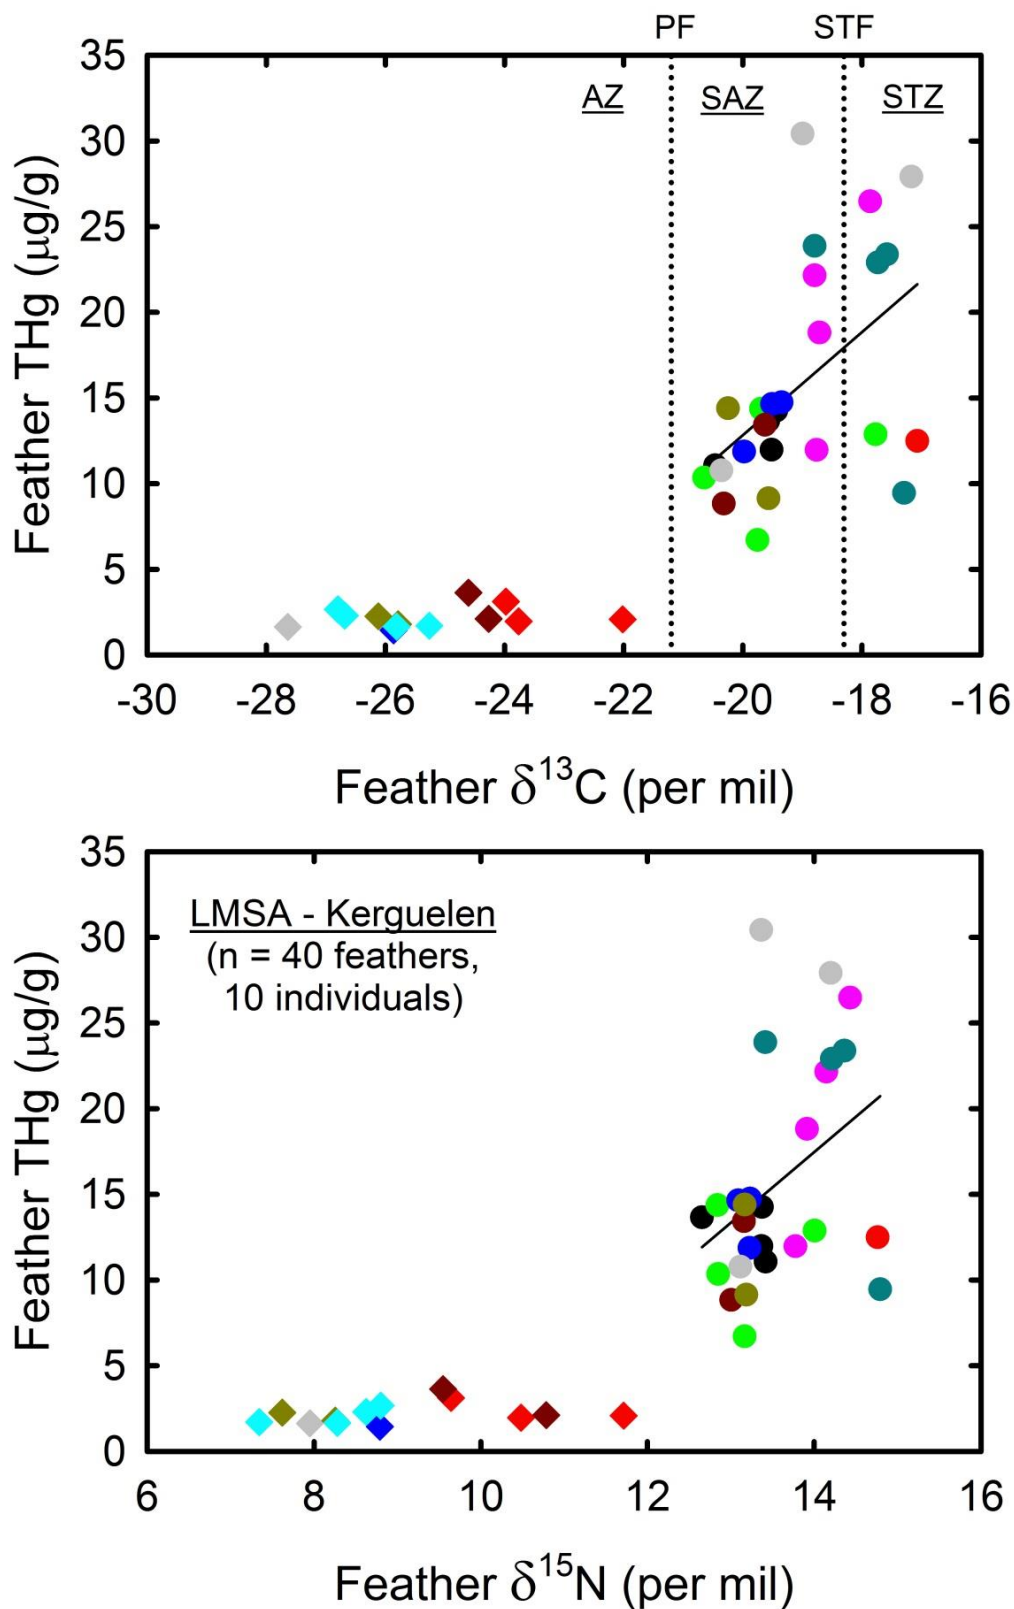 PF STF
AZ SAZ STZ
35
30
25
20
15
10
5
0
Feather THg (μg/g)
-30 -28 -26 -24 -22 -20 -18 -16
Feather δ¹³C (per mil)
LMSA - Kerguelen
(n = 40 feathers,
10 individuals)
35
30
25
20
15
10
5
0
Feather THg (μg/g)
6 8 10 12 14 16
Feather δ¹⁵N (per mil)